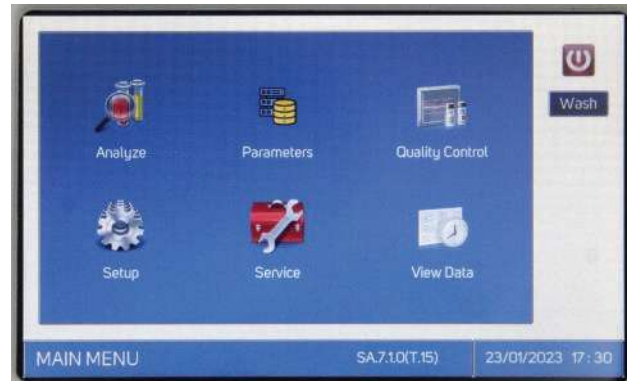 Wash
Analyze
Parameters
Quality Control
Setup
Service
View Data
MAIN MENU
SA.7.1.0(T.15)
23/01/2023 17:30